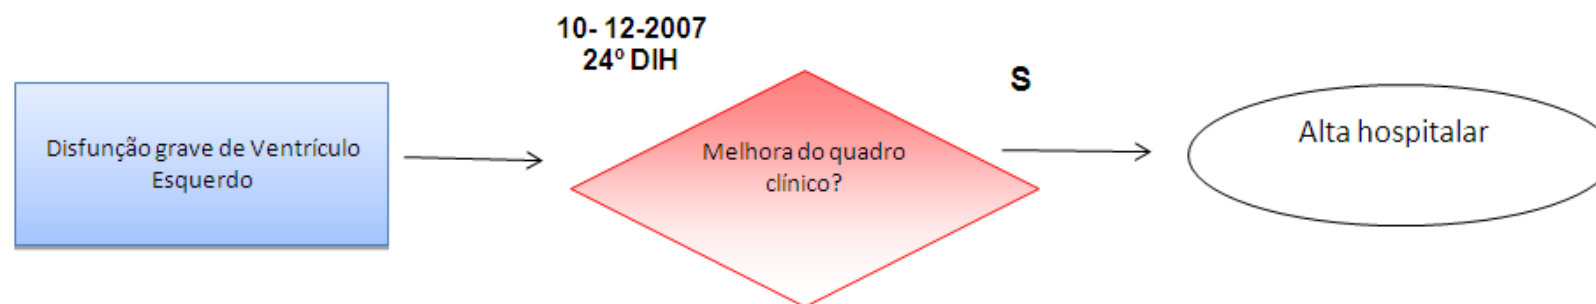 10- 12-2007
24º DIH
S
Disfunção grave de Ventrículo
Esquerdo
Melhora do quadro
clínico?
Alta hospitalar